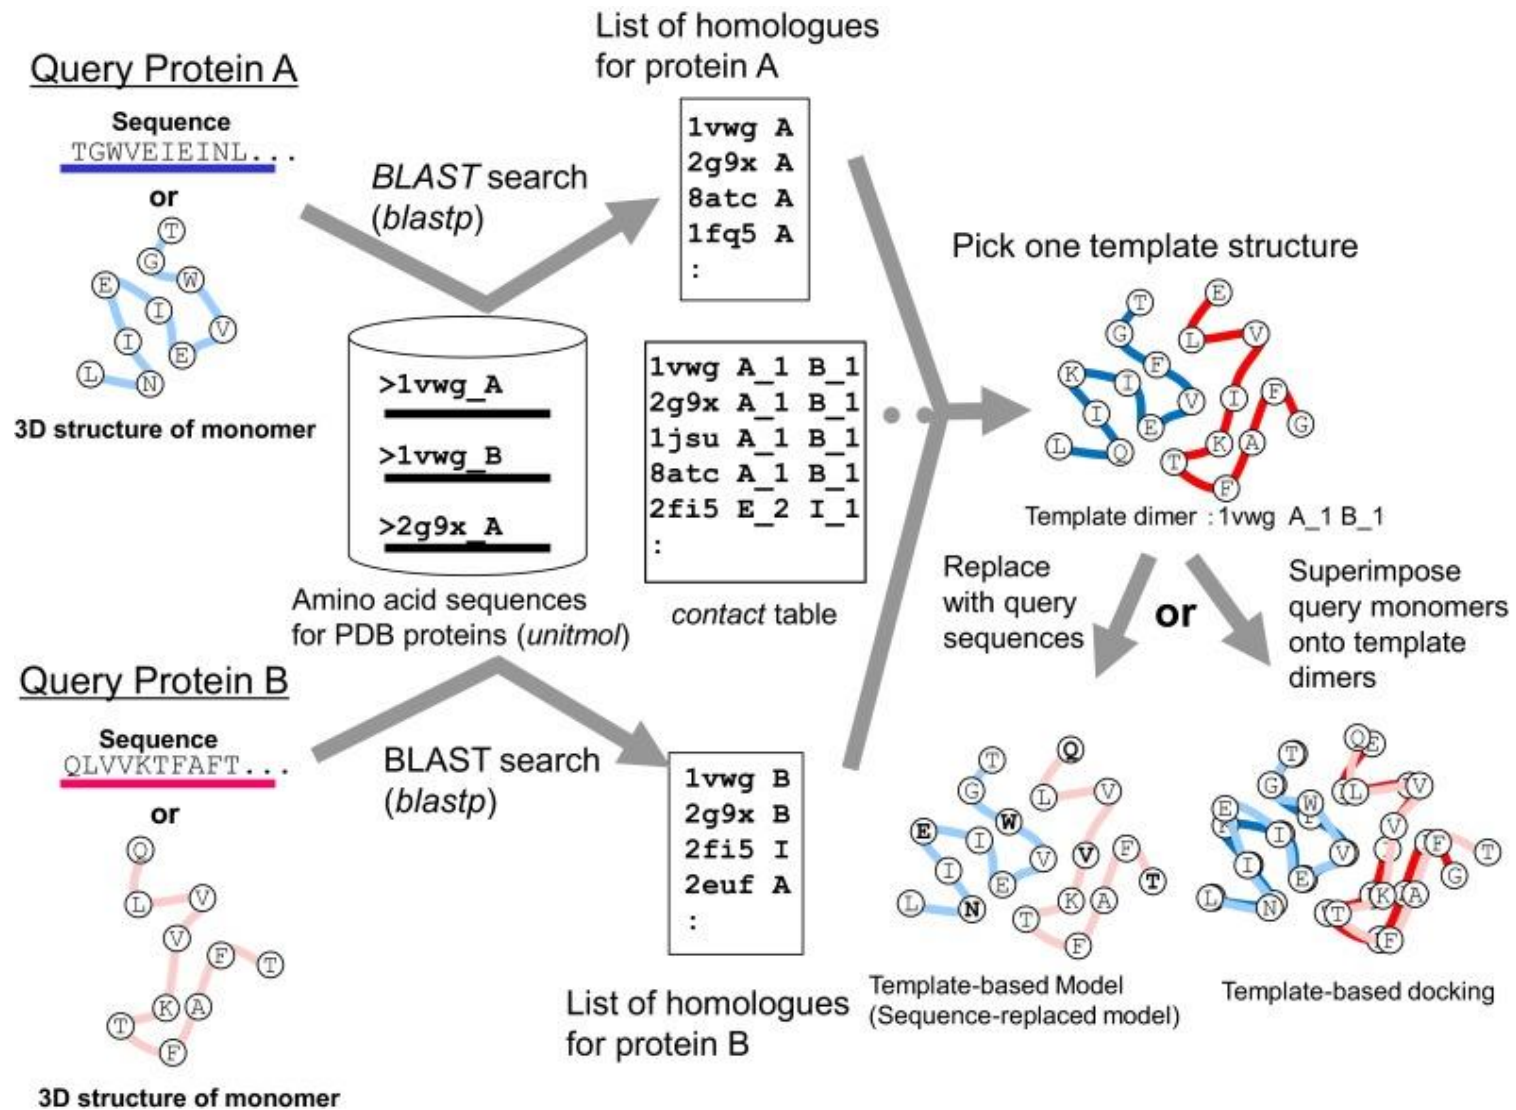 Query Protein A
Sequence
TGWVEIEINL...
or
T
G
W
E
I
V
I
E
L
N
3D structure of monomer
BLAST search
(blastp)
List of homologues
for protein A
1vwg A
2g9x A
8atc A
1fq5 A
:
>1vwg_A
>1vwg_B
>2g9x_A
Amino acid sequences
for PDB proteins (unitmol)
1vwg A_1 B_1
2g9x A_1 B_1
1jsu A_1 B_1
8atc A_1 B_1
2fi5 E_2 I_1
:
contact table
Query Protein B
Sequence
QLVVKTFAFT...
or
Q
L
V
V
F
T
K
A
T
F
3D structure of monomer
BLAST search
(blastp)
1vwg B
2g9x B
2fi5 I
2euf A
:
List of homologues
for protein B
Pick one template structure
T
E
G
L
V
F
K
I
V
I
F
I
E
G
L
Q
T
K
A
F
Template dimer :1vwg A_1 B_1
Replace
with query
sequences
or
Superimpose
query monomers
onto template
dimers
T
Q
G
L
V
W
E
I
V
V
F
I
E
T
L
N
T
K
A
F
Template-based Model
(Sequence-replaced model)
T
Q
E
G
L
V
W
E
I
V
V
F
T
I
E
G
L
N
T
K
A
F
Template-based docking